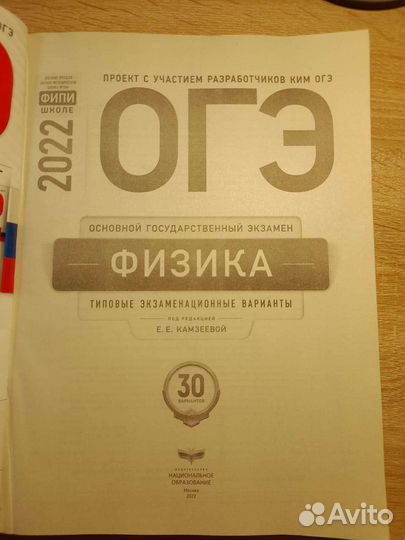 ПРОЕКТ С УЧАСТИЕМ РАЗРАБОТЧИКОВ КИМ ОГЭ
ФИПИ
ШКОЛЕ
2022
ОГЭ
ОСНОВНОЙ ГОСУДАРСТВЕННЫЙ ЭКЗАМЕН
ФИЗИКА
ТИПОВЫЕ ЭКЗАМЕНАЦИОННЫЕ ВАРИАНТЫ
ПОД РЕДАКЦИЕЙ
Е. Е. КАМЗЕЕВОЙ
30
ВАРИАНТОВ
ИЗДАТЕЛЬСТВО
НАЦИОНАЛЬНОЕ
ОБРАЗОВАНИЕ
Москва
2022
Avito